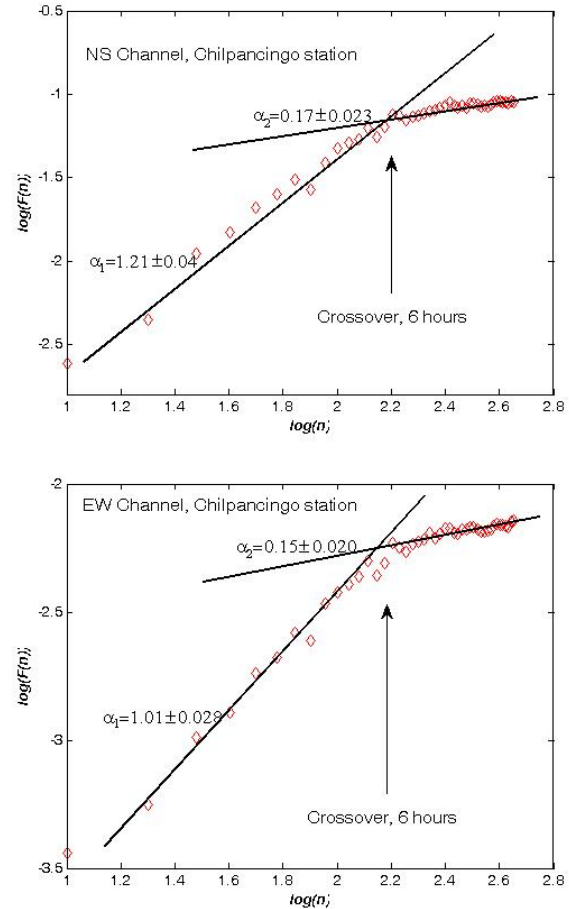 -0.5
NS Channel, Chilpancingo station
-1
α2=0.17±0.023
-1.5
log(F(n))
-2
α1=1.21±0.04
-2.5
Crossover, 6 hours
1 1.2 1.4 1.6 1.8 2 2.2 2.4 2.6 2.8
log(n)
-2
EW Channel, Chilpancingo station
α2=0.15±0.020
-2.5
log(F(n))
-3
α1=1.01±0.028
Crossover, 6 hours
-3.5
1 1.2 1.4 1.6 1.8 2 2.2 2.4 2.6 2.8
log(n)